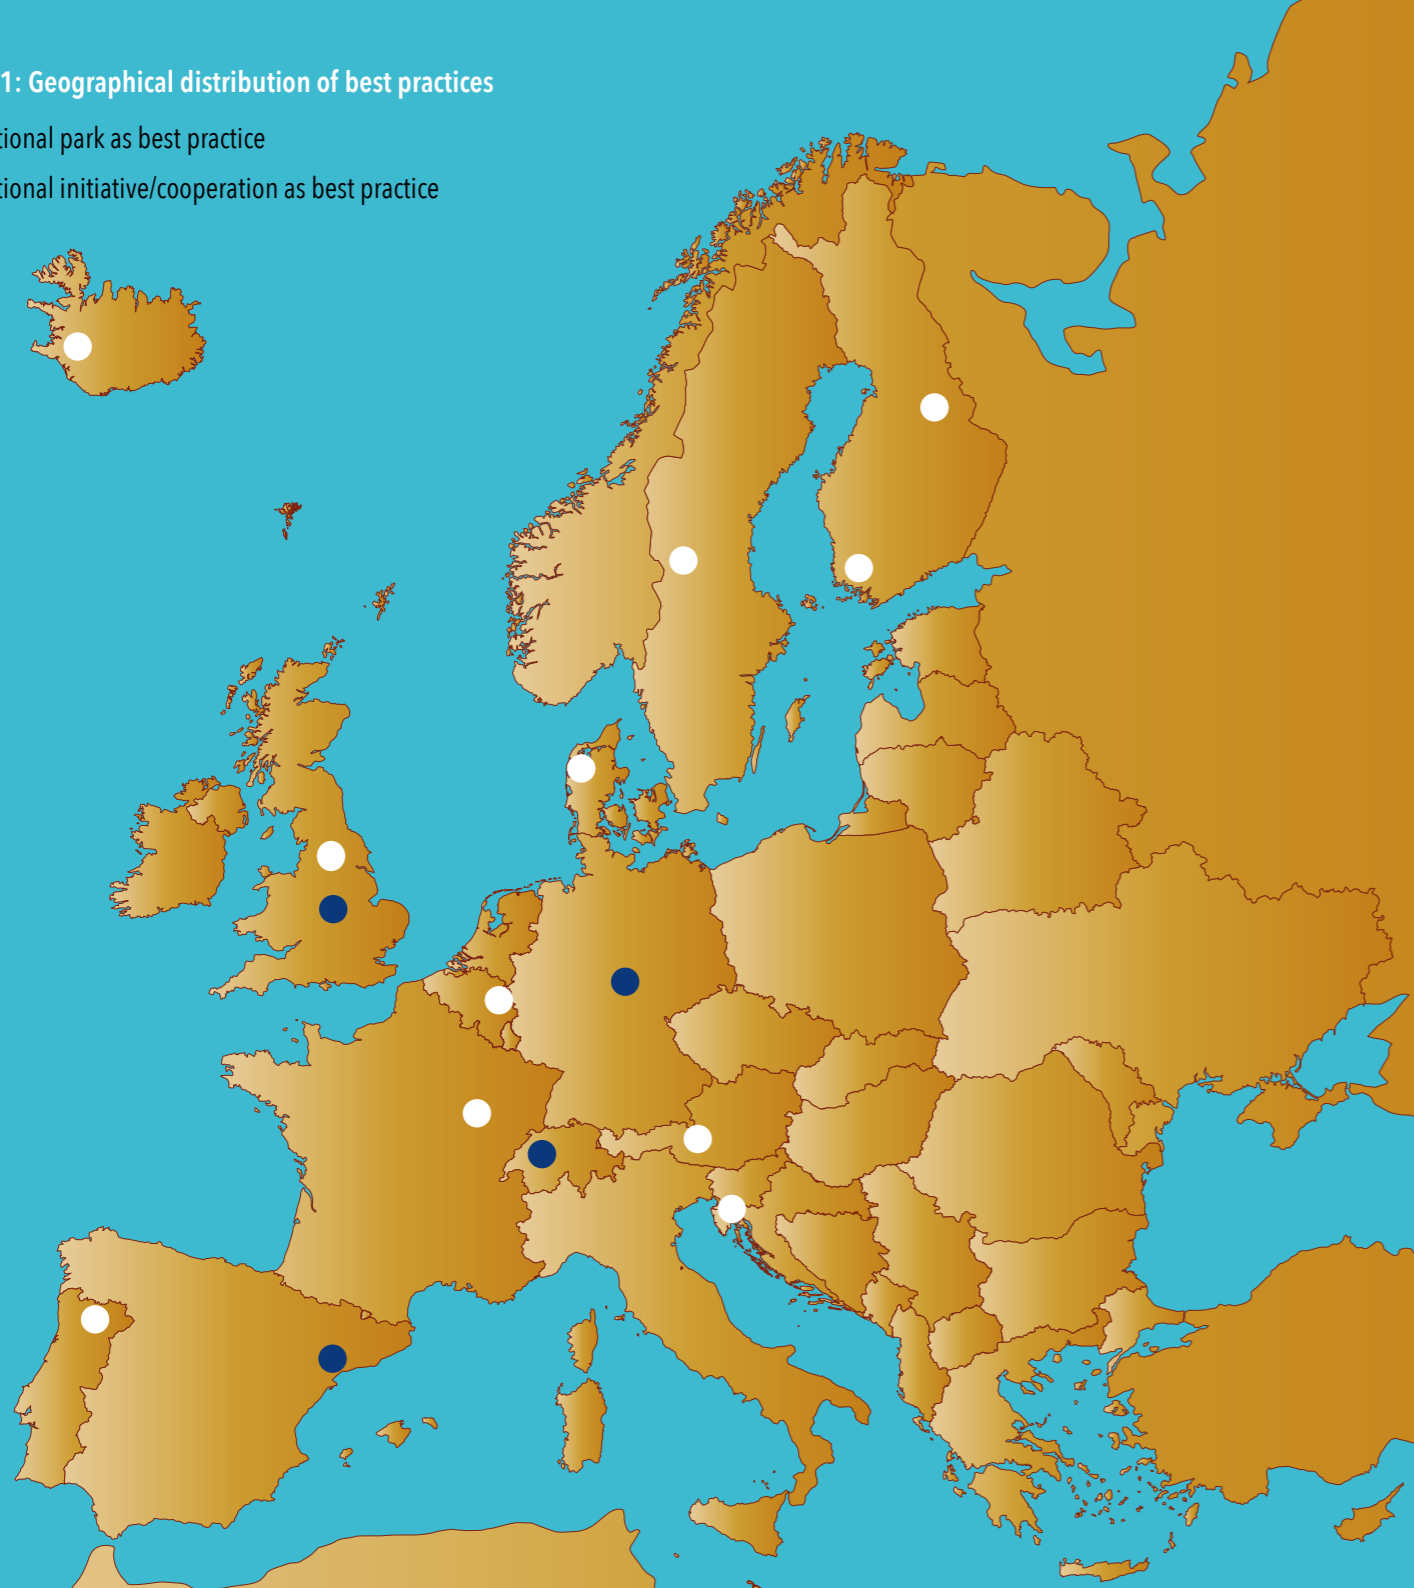 1: Geographical distribution of best practices
tional park as best practice
tional initiative/cooperation as best practice